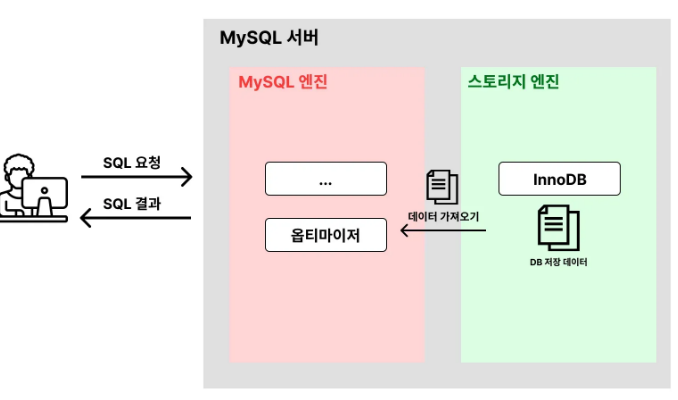 MySQL 서버
MySQL 엔진
스토리지 엔진
SQL 요청
SQL 결과
...
옵티마이저
데이터 가져오기
InnoDB
DB 저장 데이터